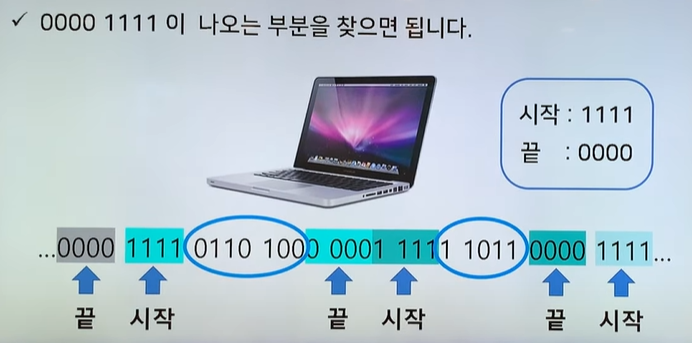 ✓ 0000 1111 이 나오는 부분을 찾으면 됩니다.
시작 : 1111
끝 : 0000
...0000 1111 0110 1000 0001 1111 1011 0000 1111...
끝 시작 끝 시작 끝 시작